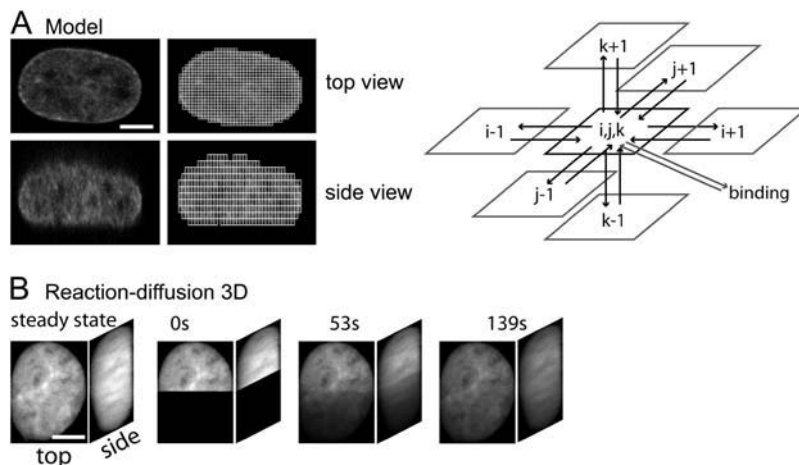 A Model
top view
side view
k+1
j+1
i-1
i,j,k
i+1
j-1
k-1
binding
B Reaction-diffusion 3D
steady state 0s 53s 139s
top side